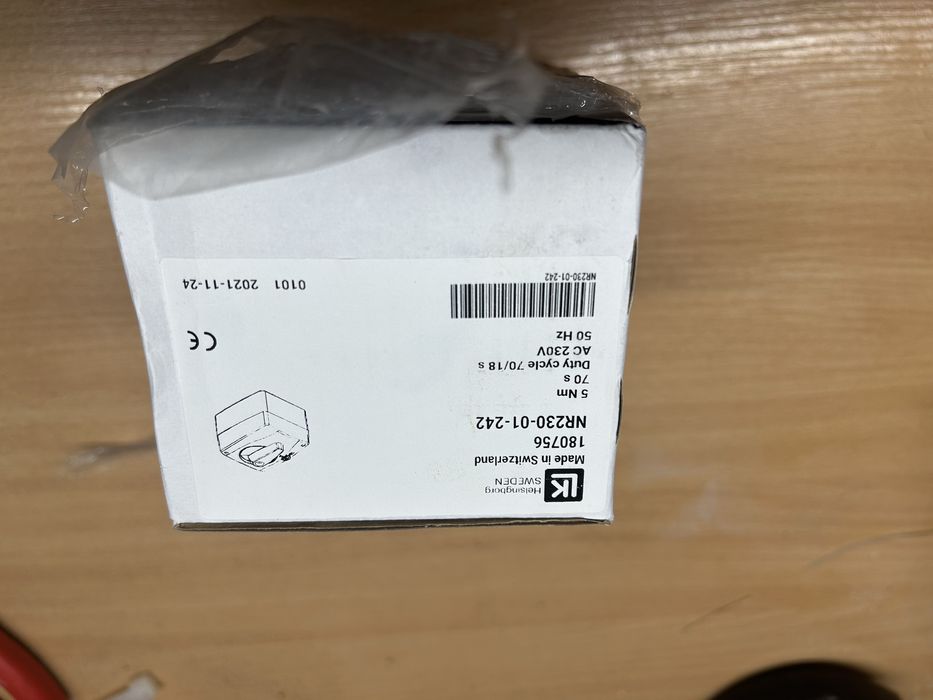 LK
Helsingborg
SWEDEN
Made in Switzerland
180756
NR230-01-242
5 Nm
70 s
Duty cycle 70/18 s
AC 230V
50 Hz
CE
NR230-01-242
0101 2021-11-24